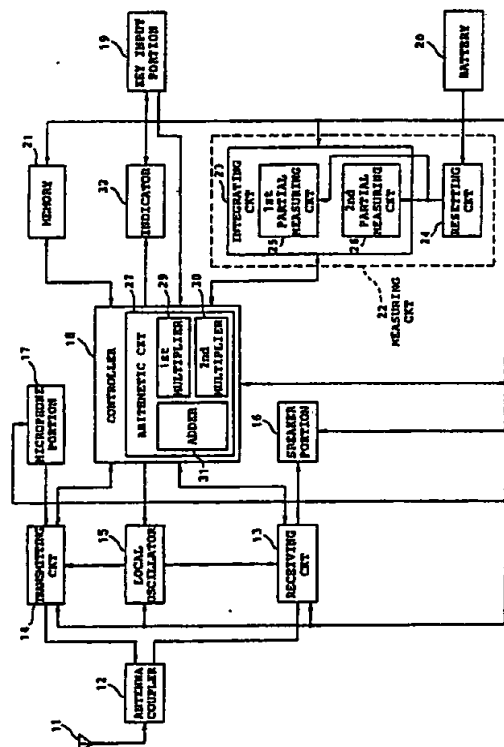 11
12
ANTENNA
COUPLER
14
TRANSMITTING
CKT
15
LOCAL
OSCILLATOR
13
RECEIVING
CKT
17
MICROPHONE
PORTION
16
SPEAKER
PORTION
18
CONTROLLER
27
ARITEMETIC CKT
29
1st
MULTIPLIER
30
2nd
MULTIPLIER
ADDER
31
21
MEMORY
32
INDICATOR
19
KEY INPUT
PORTION
23
INTEGRATING
CKT
1st
PARTIAL
MEASURING
CKT
25
2nd
PARTIAL
MEASURING
CKT
26
RESETTING
CKT
24
22
MEASURING
CKT
20
BATTERY